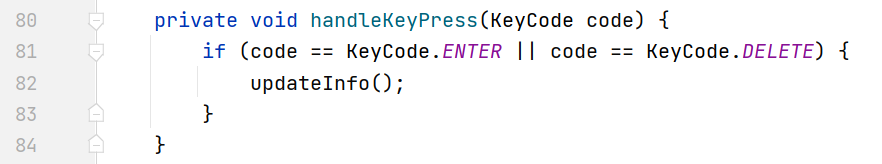 80 private void handleKeyPress(KeyCode code) {
81 if (code == KeyCode.ENTER || code == KeyCode.DELETE) {
82 updateInfo();
83 }
84 }